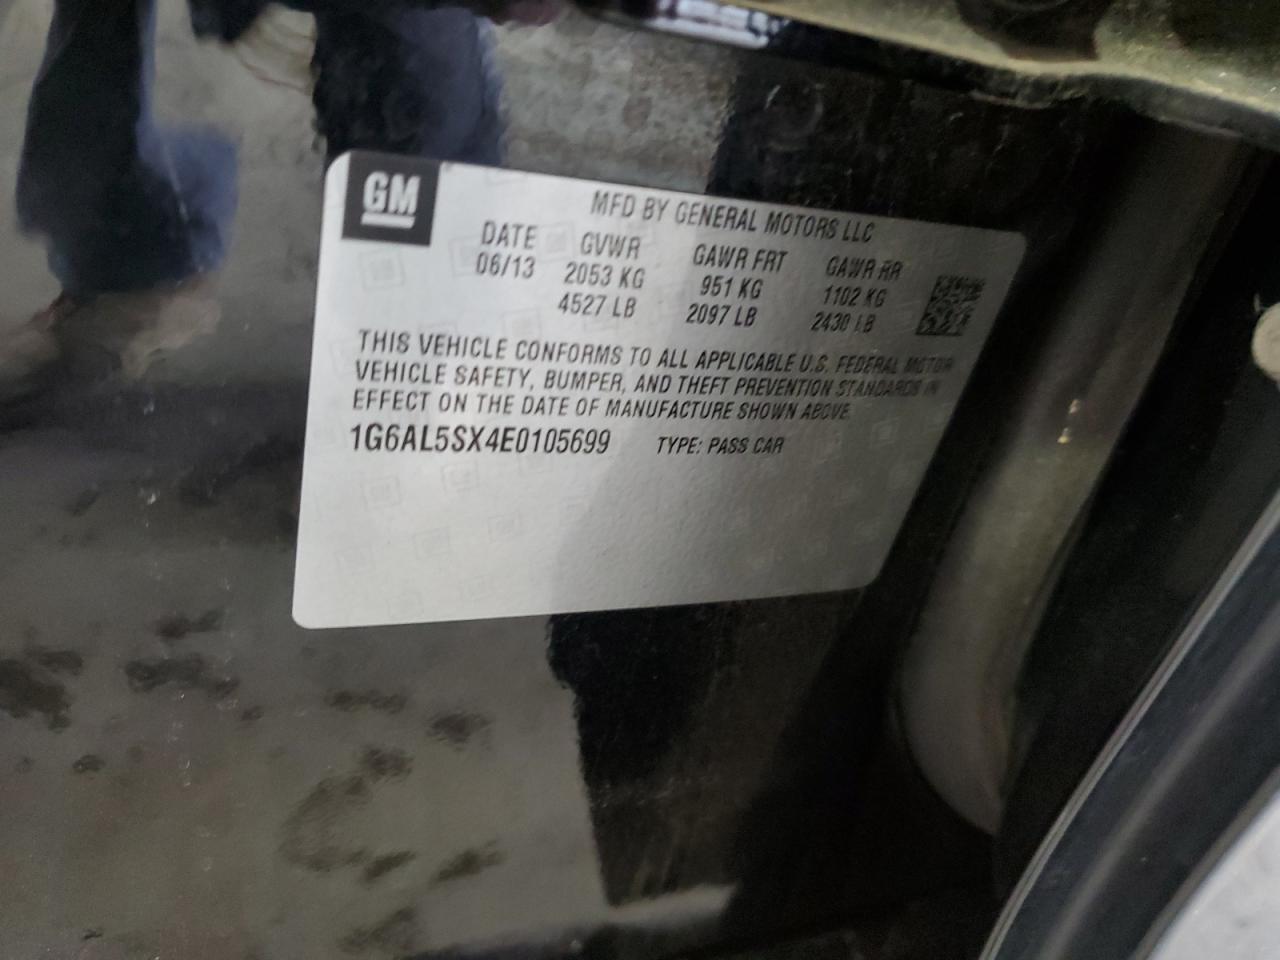 GM
MFD BY GENERAL MOTORS LLC
DATE GVWR GAWR FRT GAWR RR
06/13 2053 KG 951 KG 1102 KG
4527 LB 2097 LB 2430 LB
THIS VEHICLE CONFORMS TO ALL APPLICABLE U.S. FEDERAL MOTOR
VEHICLE SAFETY, BUMPER, AND THEFT PREVENTION STANDARDS IN
EFFECT ON THE DATE OF MANUFACTURE SHOWN ABOVE.
1G6AL5SX4E0105699 TYPE: PASS CAR